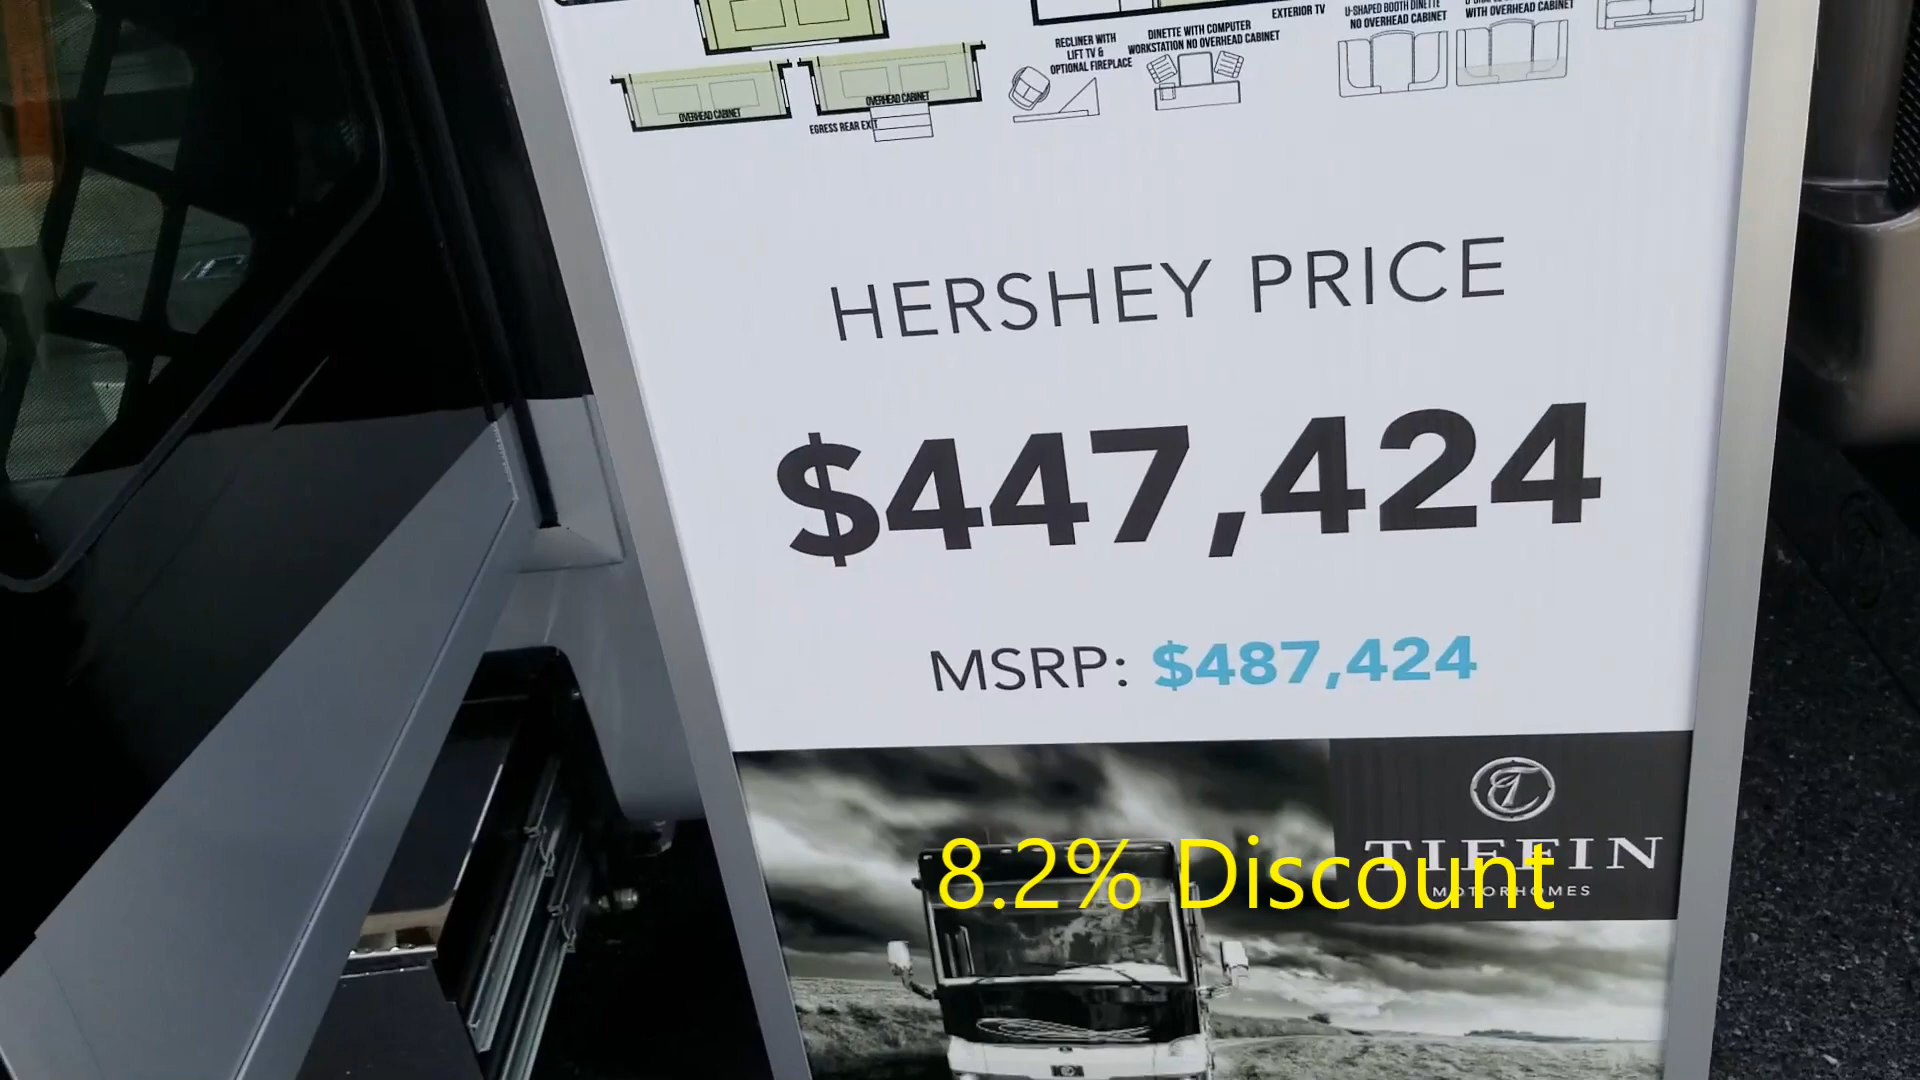 EXTERIOR TV
U-SHAPED BOOTH DINETTE
NO OVERHEAD CABINET
WITH OVERHEAD CABINET
RECLINER WITH
LIFT TV &
OPTIONAL FIREPLACE
DINETTE WITH COMPUTER
WORKSTATION NO OVERHEAD CABINET
OVERHEAD CABINET
OVERHEAD CABINET
EGRESS REAR EXIT
HERSHEY PRICE
$447,424
MSRP: $487,424
TIFFIN
MOTORHOMES
8.2% Discount